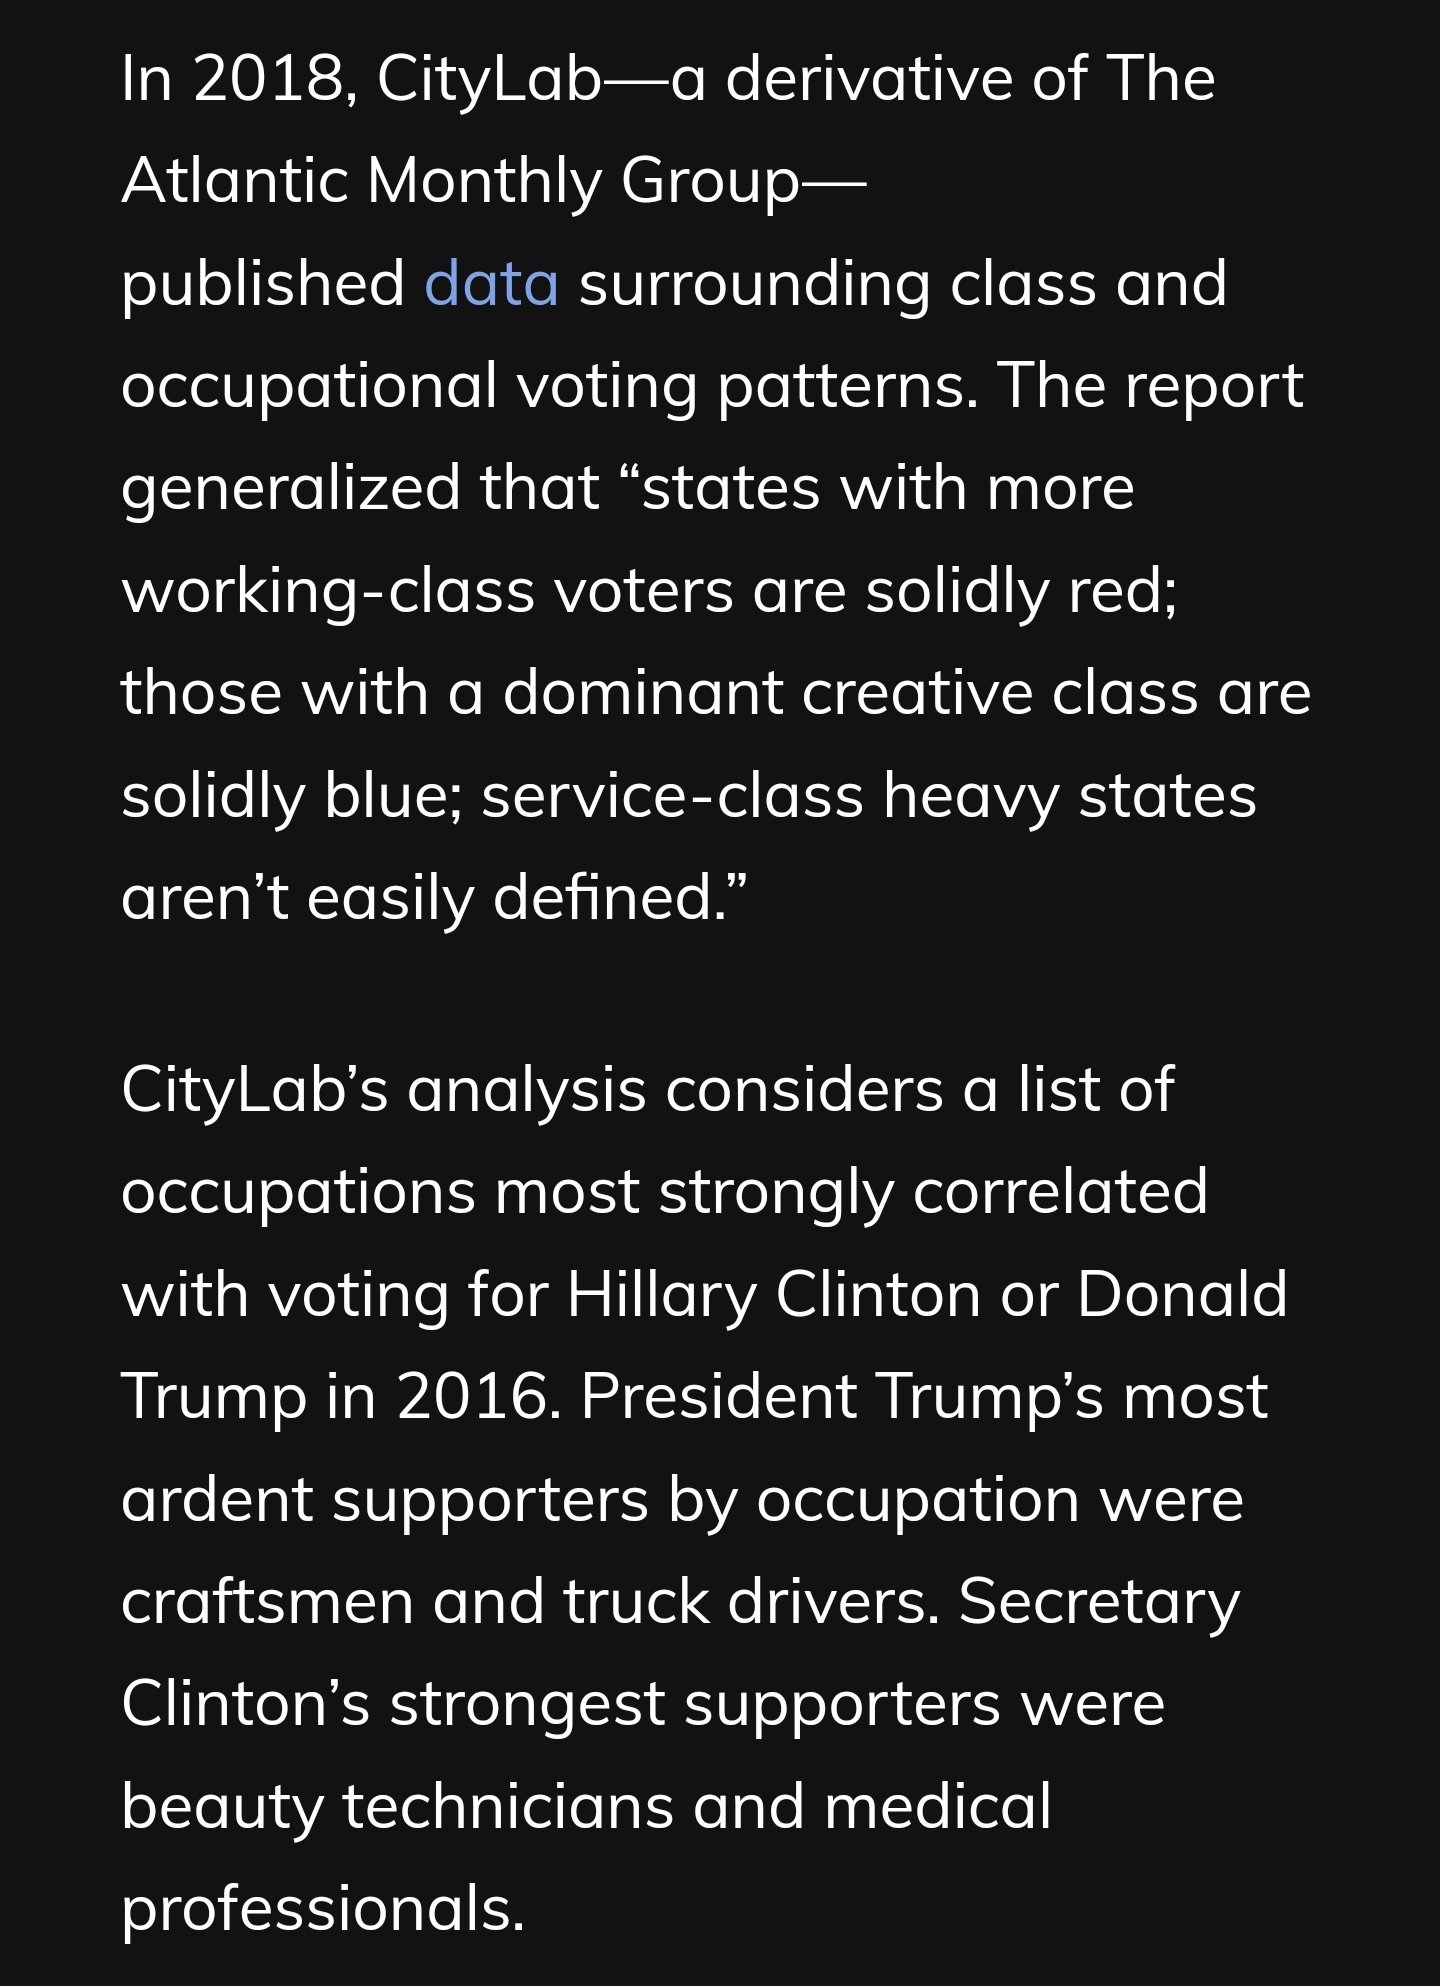 In 2018, CityLab—a derivative of The
Atlantic Monthly Group—
published data surrounding class and
occupational voting patterns. The report
generalized that “states with more
working-class voters are solidly red;
those with a dominant creative class are
solidly blue; service-class heavy states
aren’t easily defined.”
CityLab’s analysis considers a list of
occupations most strongly correlated
with voting for Hillary Clinton or Donald
Trump in 2016. President Trump’s most
ardent supporters by occupation were
craftsmen and truck drivers. Secretary
Clinton’s strongest supporters were
beauty technicians and medical
professionals.